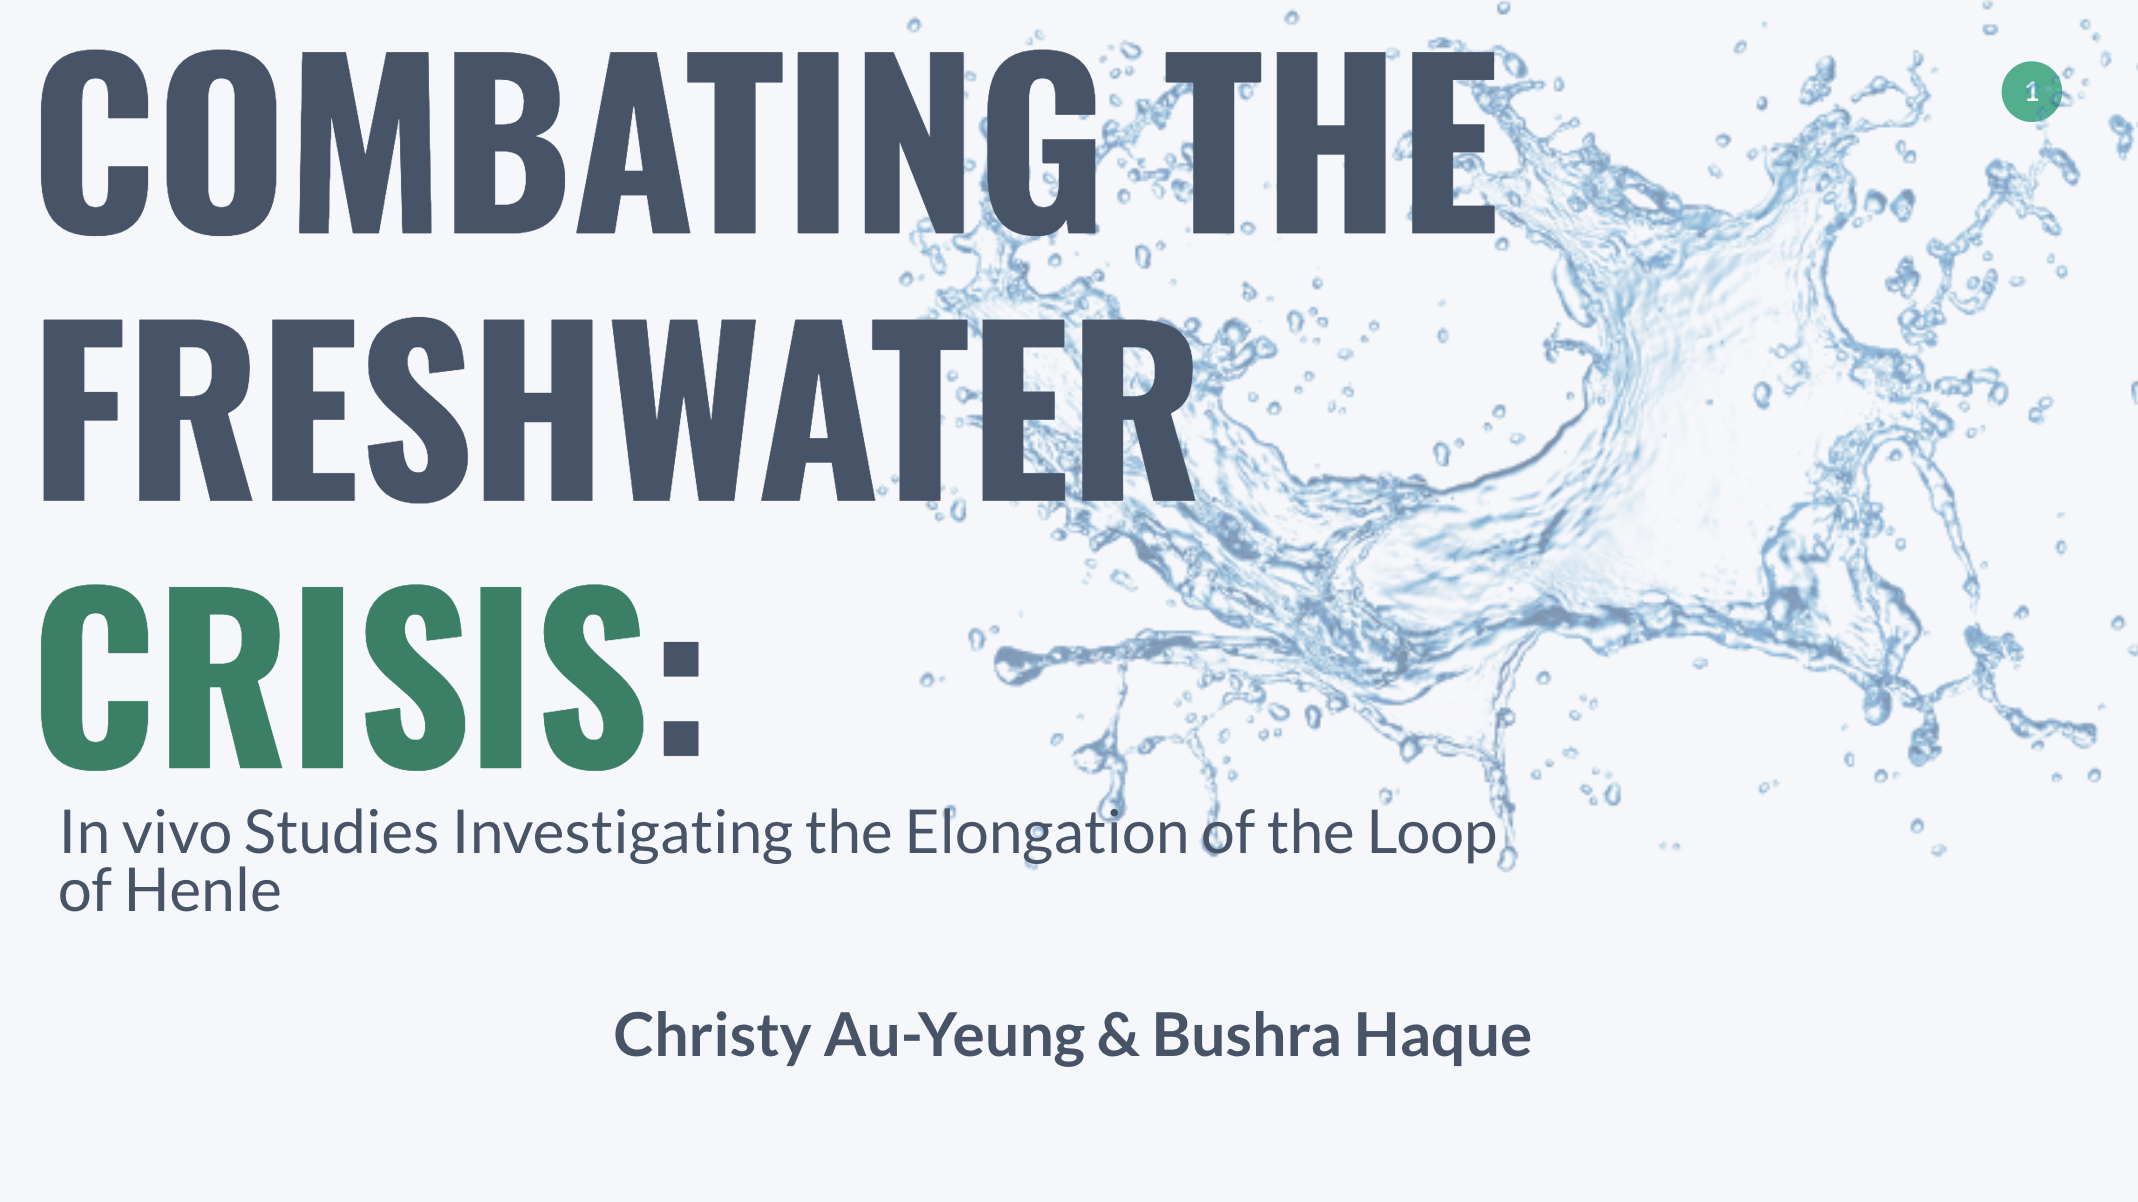 COMBATING THE
1
FRESHWATER
CRISIS:
In vivo Studies Investigating the Elongation of the Loop
of Henle
Christy Au-Yeung & Bushra Haque